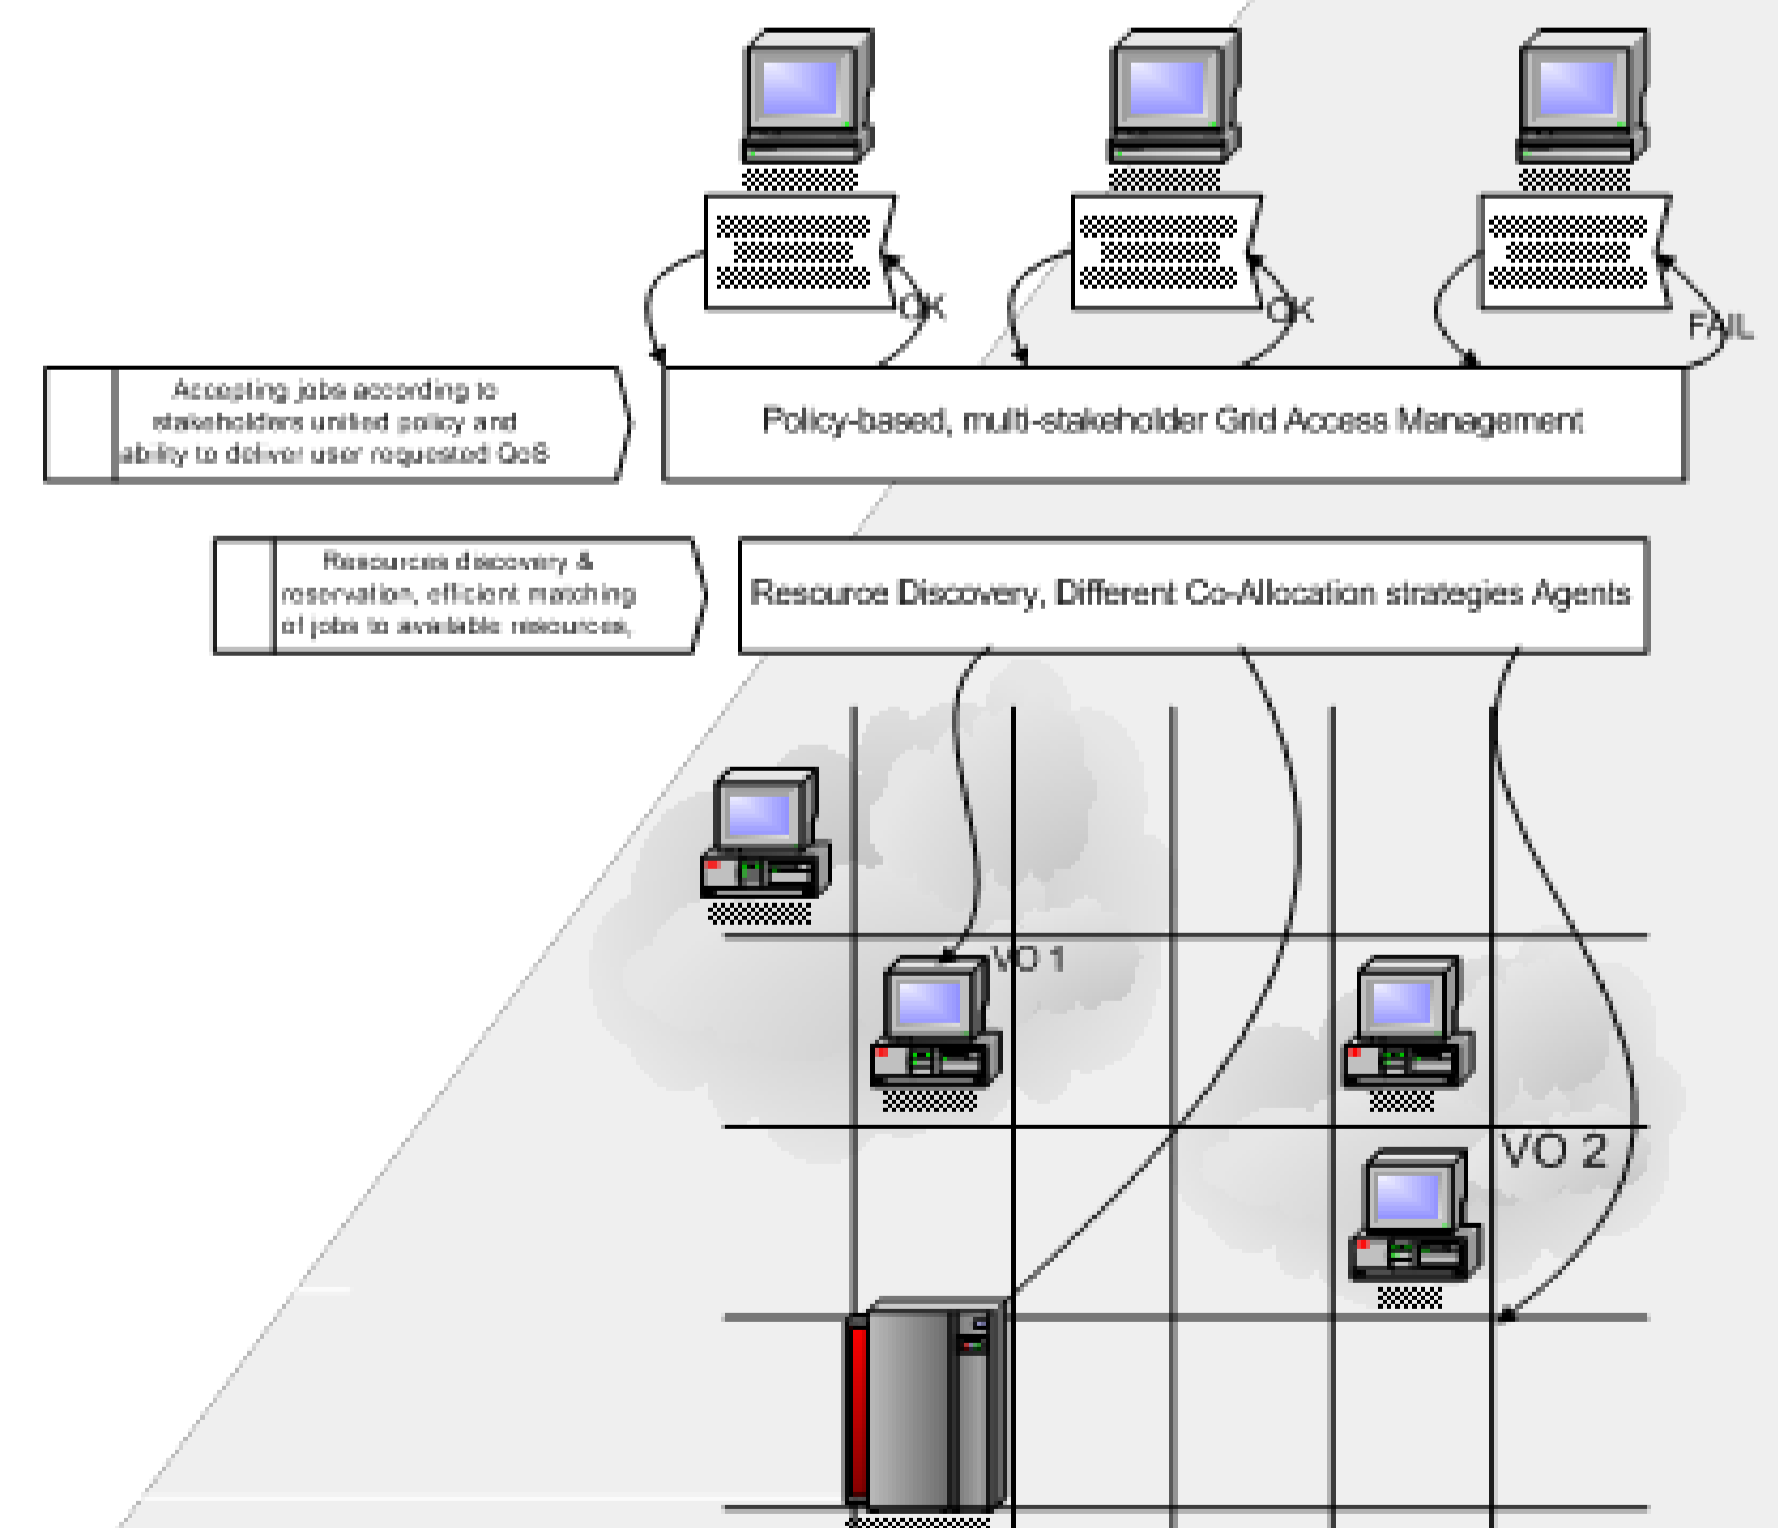 OK
OK
FAIL
Accepting jobs according to
stakeholders unified policy and
ability to deliver user requested QoS
Policy-based, multi-stakeholder Grid Access Management
Resources discovery &
reservation, efficient matching
of jobs to available resources,
Resource Discovery, Different Co-Allocation strategies Agents
VO 1
VO 2